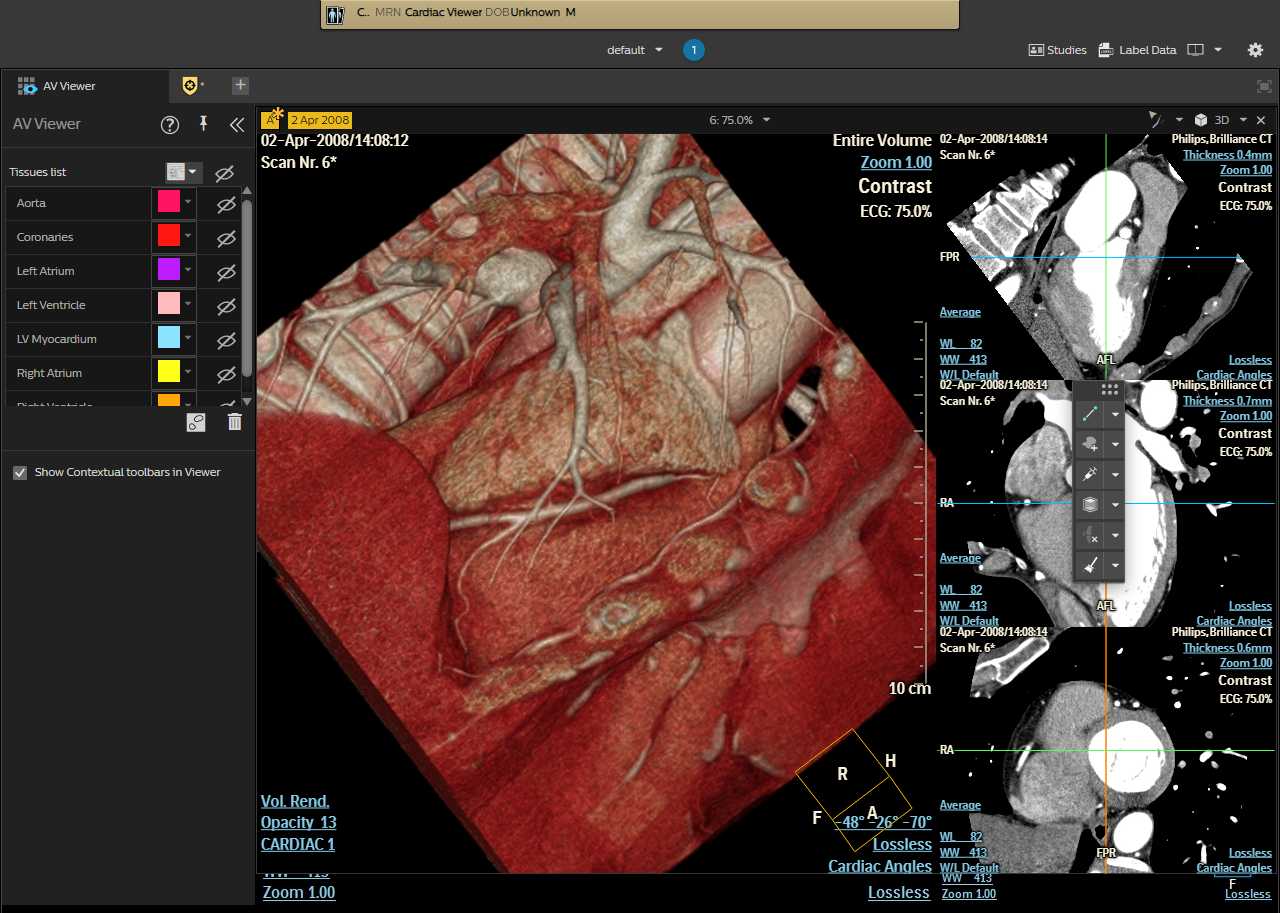 C.. MRN Cardiac Viewer DOB Unknown M
default 1 Studies Label Data
AV Viewer
AV Viewer
Tissues list
Aorta
Coronaries
Left Atrium
Left Ventricle
LV Myocardium
Right Atrium
Right Ventricle
Show Contextual toolbars in Viewer
A 2 Apr 2008 6: 75.0% 3D
02-Apr-2008/14:08:12
Scan Nr. 6*
Entire Volume
Zoom 1.00
Contrast
ECG: 75.0%
10 cm
R
H
F
A
Vol. Rend.
Opacity 13
CARDIAC 1
-48° -26° -70°
Lossless
Cardiac Angles
WW 413
Zoom 1.00
Lossless
02-Apr-2008/14:08:14
Scan Nr. 6*
Philips, Brilliance CT
Thickness 0.4mm
Zoom 1.00
Contrast
ECG: 75.0%
FPR
Average
WL 82
WW 413
W/L Default
AFL
Lossless
Cardiac Angles
02-Apr-2008/14:08:14
Scan Nr. 6*
Philips, Brilliance CT
Thickness 0.7mm
Zoom 1.00
Contrast
ECG: 75.0%
RA
Average
WL 82
WW 413
W/L Default
AFL
Lossless
Cardiac Angles
02-Apr-2008/14:08:14
Scan Nr. 6*
Philips, Brilliance CT
Thickness 0.6mm
Zoom 1.00
Contrast
ECG: 75.0%
RA
Average
WL 82
WW 413
W/L Default
FPR
Lossless
Cardiac Angles
WW 413
Zoom 1.00
F
Lossless